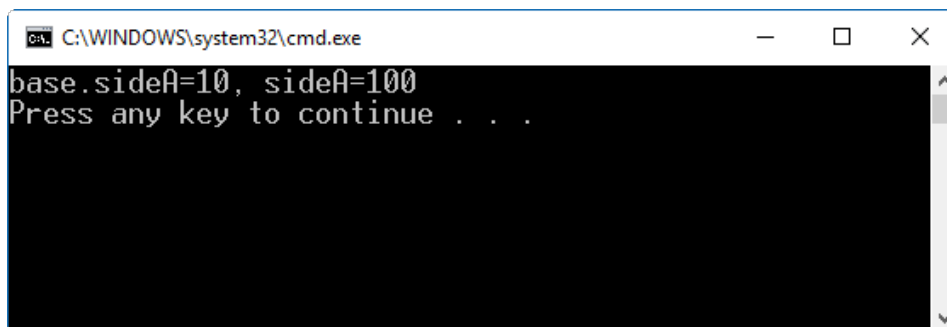 C:\WINDOWS\system32\cmd.exe
base.sideA=10, sideA=100
Press any key to continue . . .